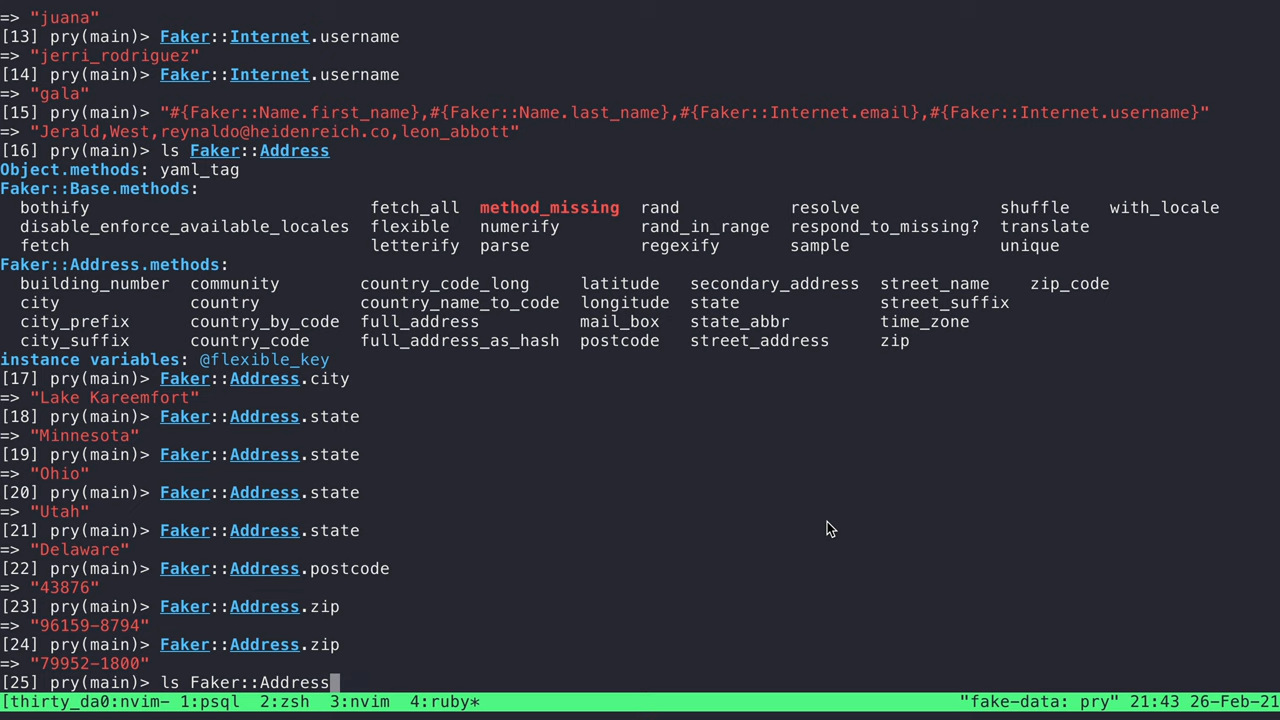 => "juana"
[13] pry(main)> Faker::Internet.username
=> "jerri_rodriguez"
[14] pry(main)> Faker::Internet.username
=> "gala"
[15] pry(main)> "#{Faker::Name.first_name},#{Faker::Name.last_name},#{Faker::Internet.email},#{Faker::Internet.username}"
=> "Jerald,West,reynaldo@heidenreich.co,leon_abbott"
[16] pry(main)> ls Faker::Address
Object.methods: yaml_tag
Faker::Base.methods:
  bothify                            fetch_all  method_missing  rand           resolve              shuffle    with_locale
  disable_enforce_available_locales  flexible   numerify        rand_in_range  respond_to_missing?  translate
  fetch                              letterify  parse           regexify       sample               unique
Faker::Address.methods:
  building_number  community        country_code_long     latitude   secondary_address  street_name    zip_code
  city             country          country_name_to_code  longitude  state              street_suffix
  city_prefix      country_by_code  full_address          mail_box   state_abbr         time_zone
  city_suffix      country_code     full_address_as_hash  postcode   street_address     zip
instance variables: @flexible_key
[17] pry(main)> Faker::Address.city
=> "Lake Kareemfort"
[18] pry(main)> Faker::Address.state
=> "Minnesota"
[19] pry(main)> Faker::Address.state
=> "Ohio"
[20] pry(main)> Faker::Address.state
=> "Utah"
[21] pry(main)> Faker::Address.state
=> "Delaware"
[22] pry(main)> Faker::Address.postcode
=> "43876"
[23] pry(main)> Faker::Address.zip
=> "96159-8794"
[24] pry(main)> Faker::Address.zip
=> "79952-1800"
[25] pry(main)> ls Faker::Address
[thirty_da0:nvim- 1:psql  2:zsh  3:nvim  4:ruby*    "fake-data: pry" 21:43 26-Feb-21